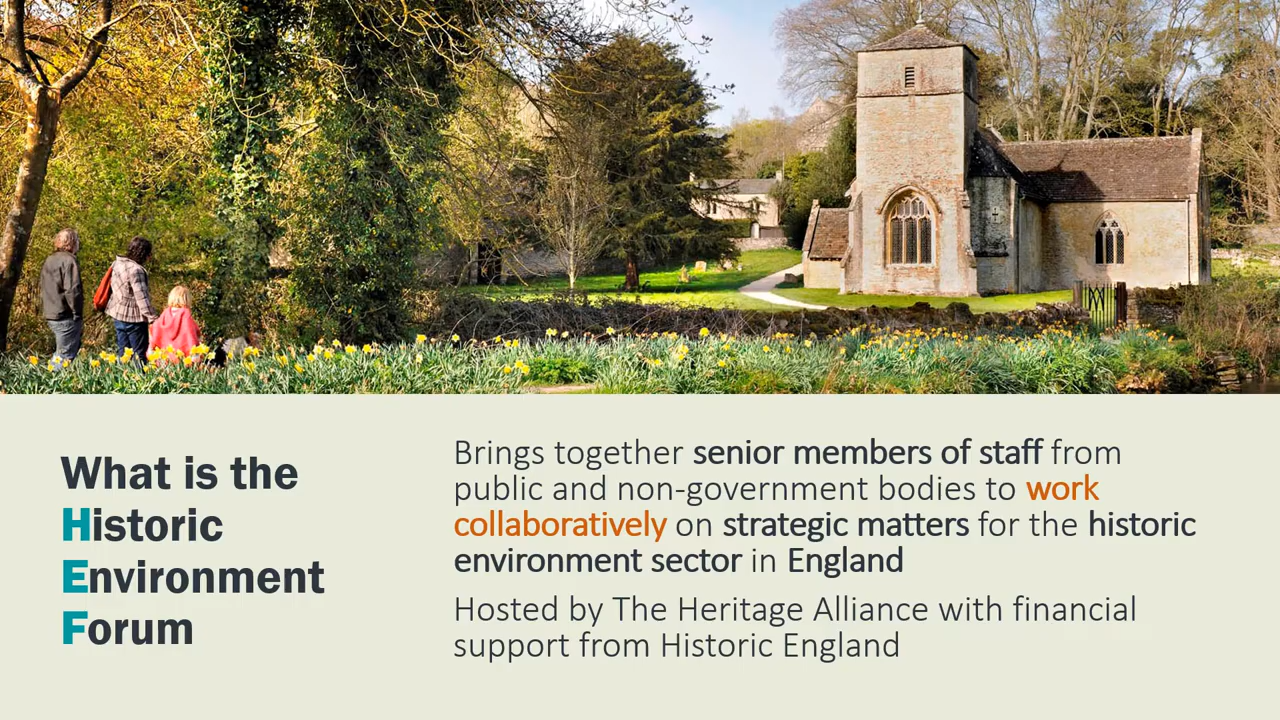 What is the
Historic
Environment
Forum
Brings together senior members of staff from
public and non-government bodies to work
collaboratively on strategic matters for the historic
environment sector in England
Hosted by The Heritage Alliance with financial
support from Historic England